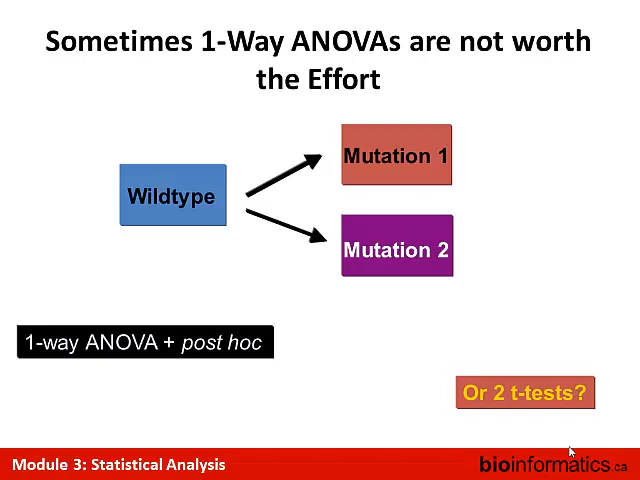 Sometimes 1-Way ANOVAs are not worth
the Effort
Mutation 1
Wildtype
Mutation 2
1-way ANOVA + post hoc
Or 2 t-tests?
Module 3: Statistical Analysis
bioinformatics.ca